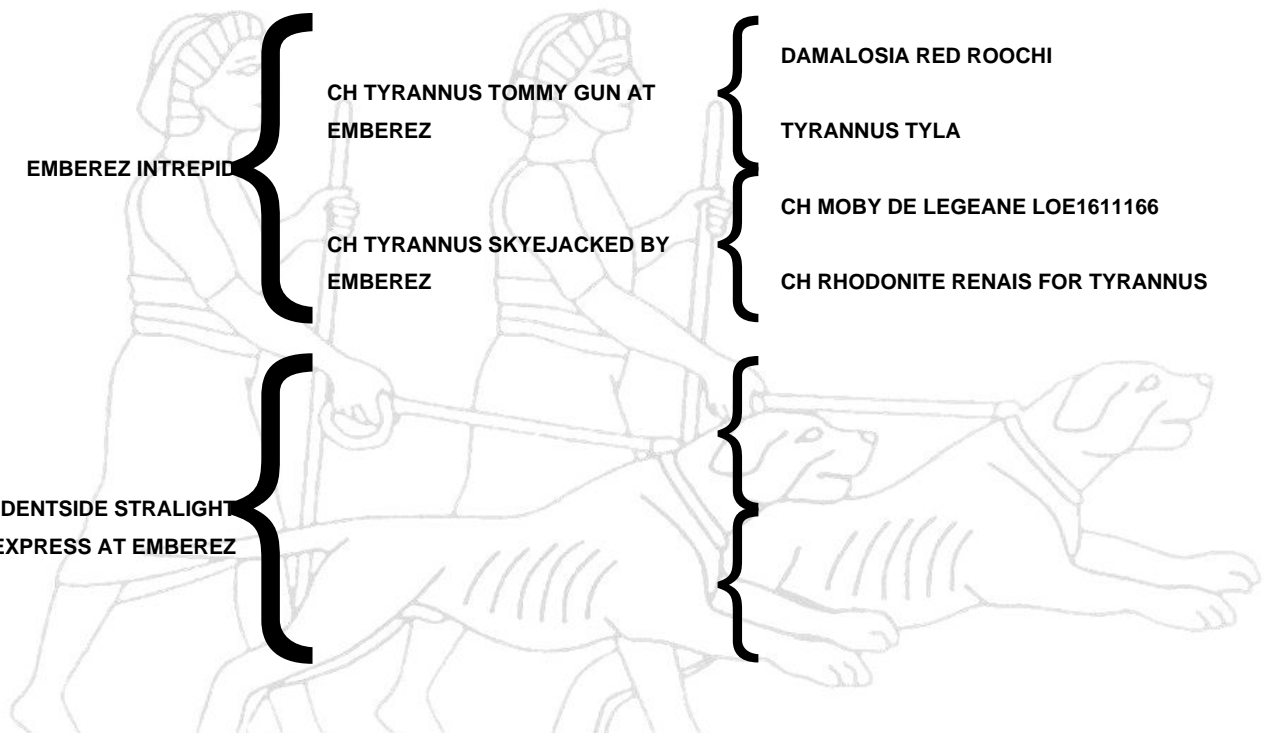 EMBEREZ INTREPID
CH TYRANNUS TOMMY GUN AT
EMBEREZ
DAMALOSIA RED ROOCHI
TYRANNUS TYLA
CH TYRANNUS SKYEJACKED BY
EMBEREZ
CH MOBY DE LEGEANE LOE1611166
CH RHODONITE RENAIS FOR TYRANNUS
DENTSIDE STRALIGHT
EXPRESS AT EMBEREZ